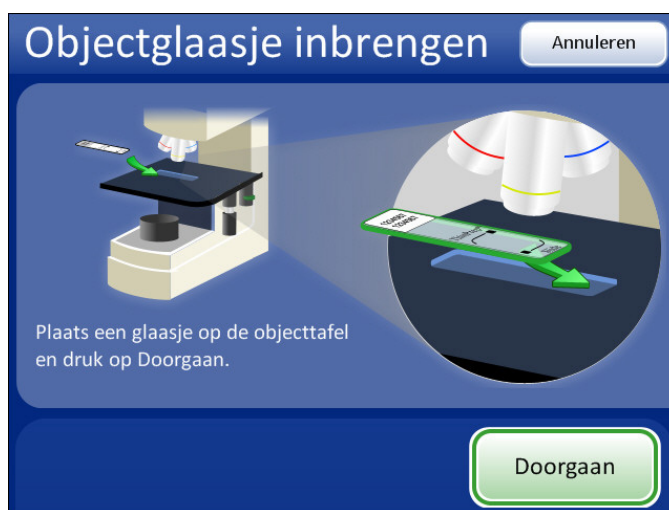 Objectglaasje inbrengen
Annuleren
Plaats een glaasje op de objecttafel
en druk op Doorgaan.
Doorgaan